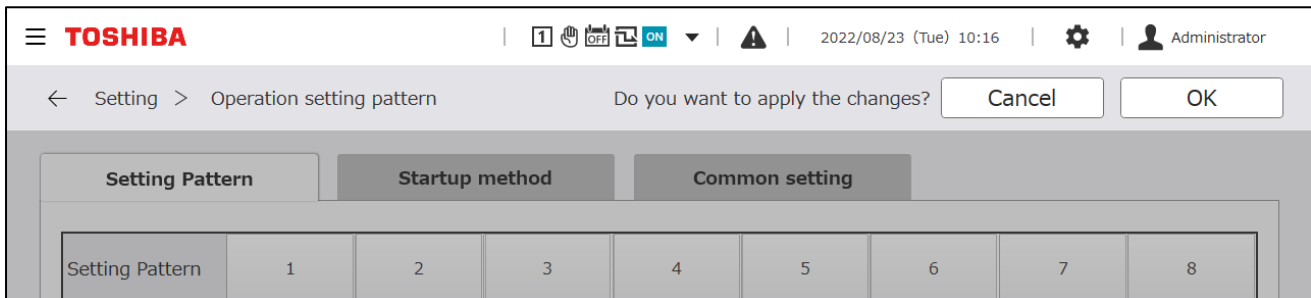 TOSHIBA 1 OFF ON 2022/08/23 (Tue) 10:16 Administrator
Setting > Operation setting pattern Do you want to apply the changes? Cancel OK
Setting Pattern Startup method Common setting
Setting Pattern 1 2 3 4 5 6 7 8